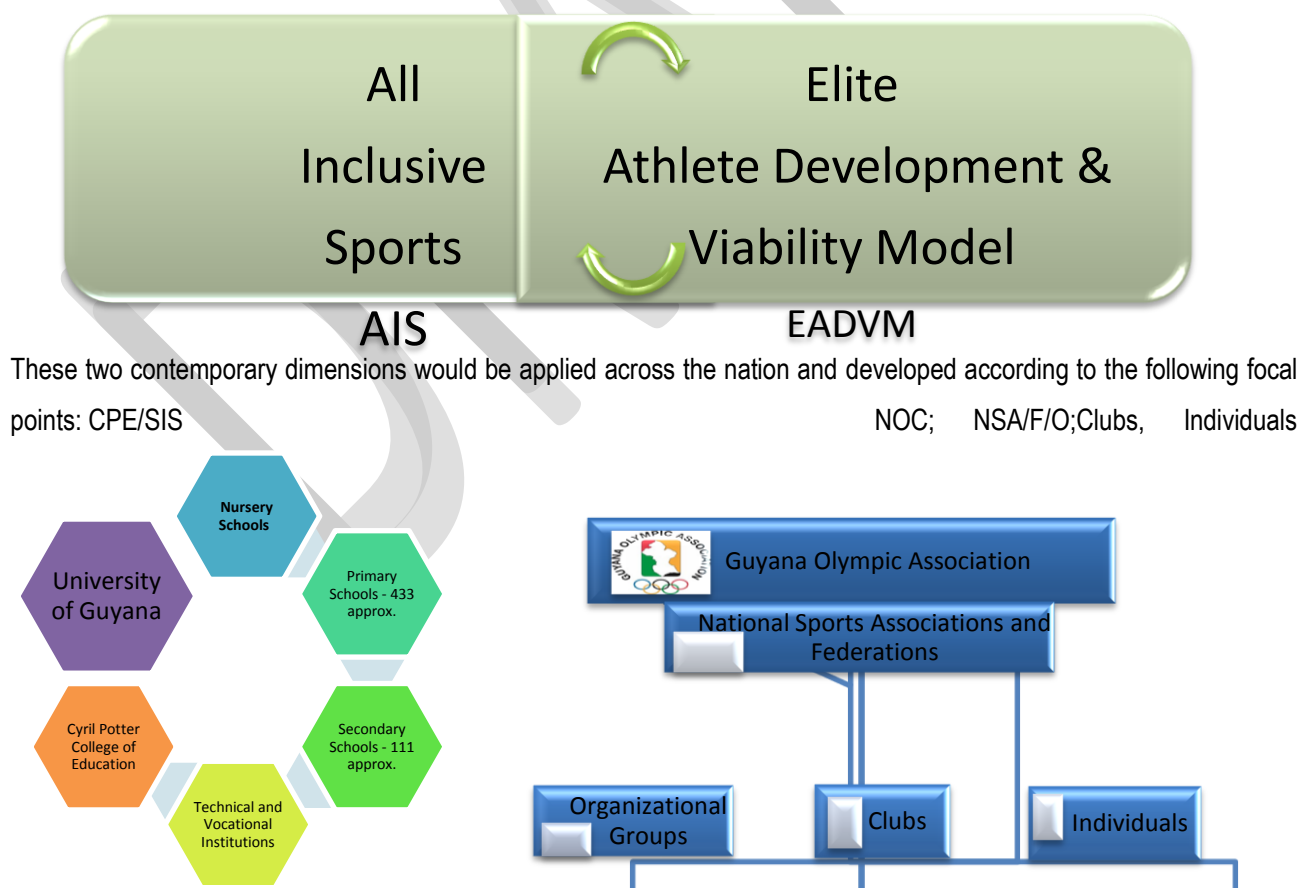 All
Inclusive
Sports
AIS
Elite
Athlete Development &
Viability Model
EADVM
These two contemporary dimensions would be applied across the nation and developed according to the following focal
points: CPE/SIS NOC; NSA/F/O;Clubs, Individuals
Nursery
Schools
Primary
Schools - 433
approx.
Secondary
Schools - 111
approx.
Technical and
Vocational
Institutions
Cyril Potter
College of
Education
University
of Guyana
GUYANA OLYMPIC ASSOCIATION
Guyana Olympic Association
National Sports Associations and
Federations
Organizational
Groups
Clubs
Individuals